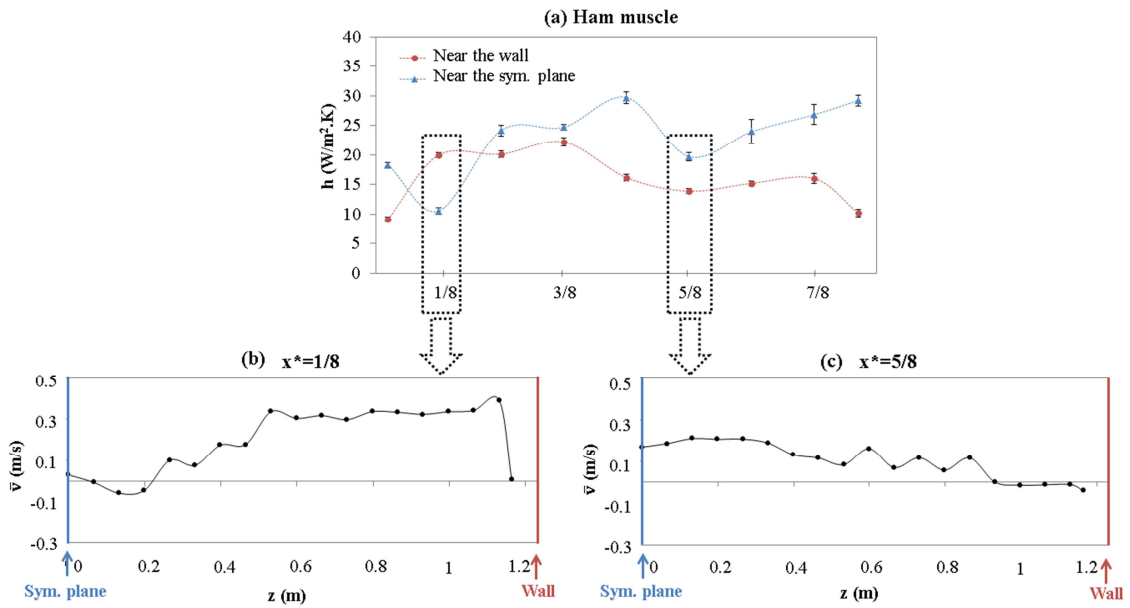 (a) Ham muscle
40
35
30
25
20
15
10
5
0
h (W/m².K)
Near the wall
Near the sym. plane
1/8
3/8
5/8
7/8
(b) x*=1/8
0.5
0.3
0.1
-0.1
-0.3
v̄ (m/s)
0
0.2
0.4
0.6
0.8
1
1.2
Sym. plane
z (m)
Wall
(c) x*=5/8
0.5
0.3
0.1
-0.1
-0.3
v̄ (m/s)
0
0.2
0.4
0.6
0.8
1
1.2
Sym. plane
z (m)
Wall